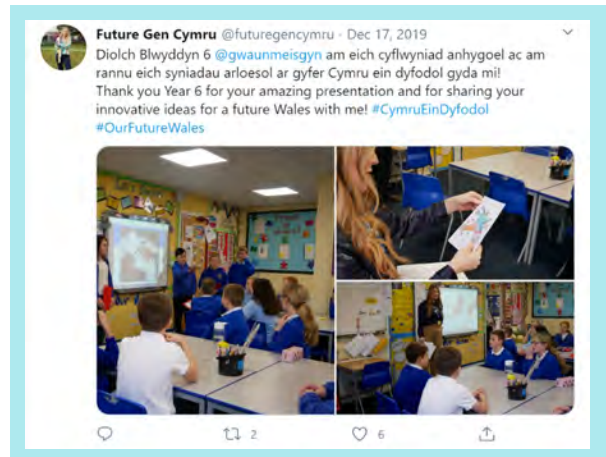 Future Gen Cymru @futuregencymru · Dec 17, 2019
Diolch Blwyddyn 6 @gwaunmeisgyn am eich cyflwyniad anhygoel ac am
rannu eich syniadau arloesol ar gyfer Cymru ein dyfodol gyda mi!
Thank you Year 6 for your amazing presentation and for sharing your
innovative ideas for a future Wales with me! #CymruEinDyfodol
#OurFutureWales
2
6